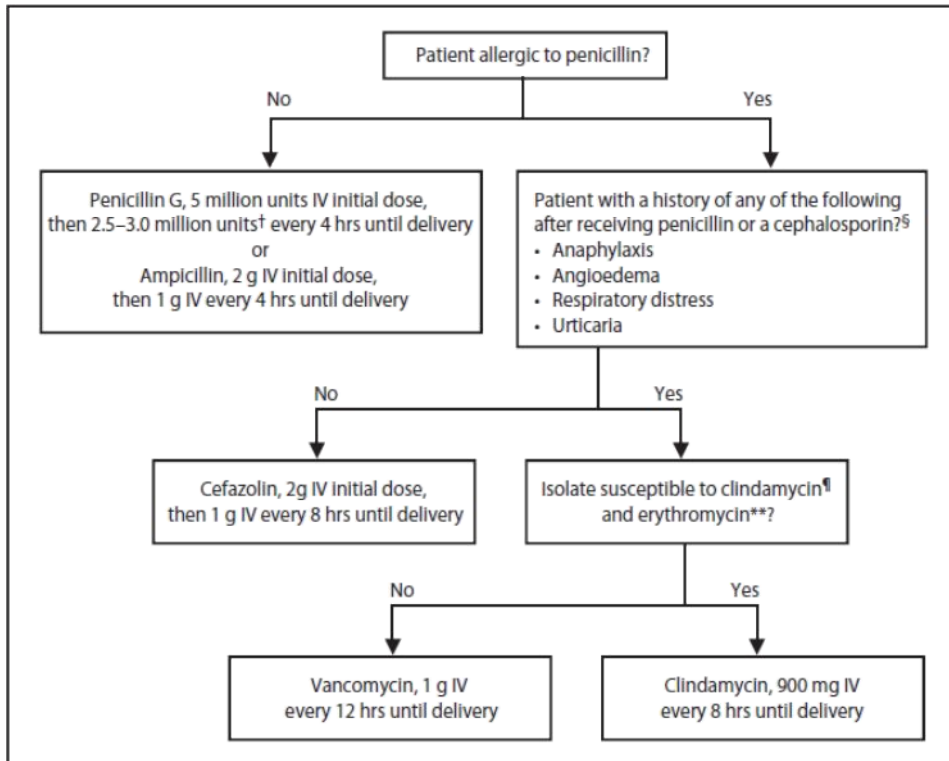 Patient allergic to penicillin?
No
Yes
Penicillin G, 5 million units IV initial dose,
then 2.5–3.0 million units† every 4 hrs until delivery
or
Ampicillin, 2 g IV initial dose,
then 1 g IV every 4 hrs until delivery
Patient with a history of any of the following
after receiving penicillin or a cephalosporin?§
• Anaphylaxis
• Angioedema
• Respiratory distress
• Urticaria
No
Yes
Cefazolin, 2g IV initial dose,
then 1 g IV every 8 hrs until delivery
Isolate susceptible to clindamycin¶
and erythromycin**?
No
Yes
Vancomycin, 1 g IV
every 12 hrs until delivery
Clindamycin, 900 mg IV
every 8 hrs until delivery